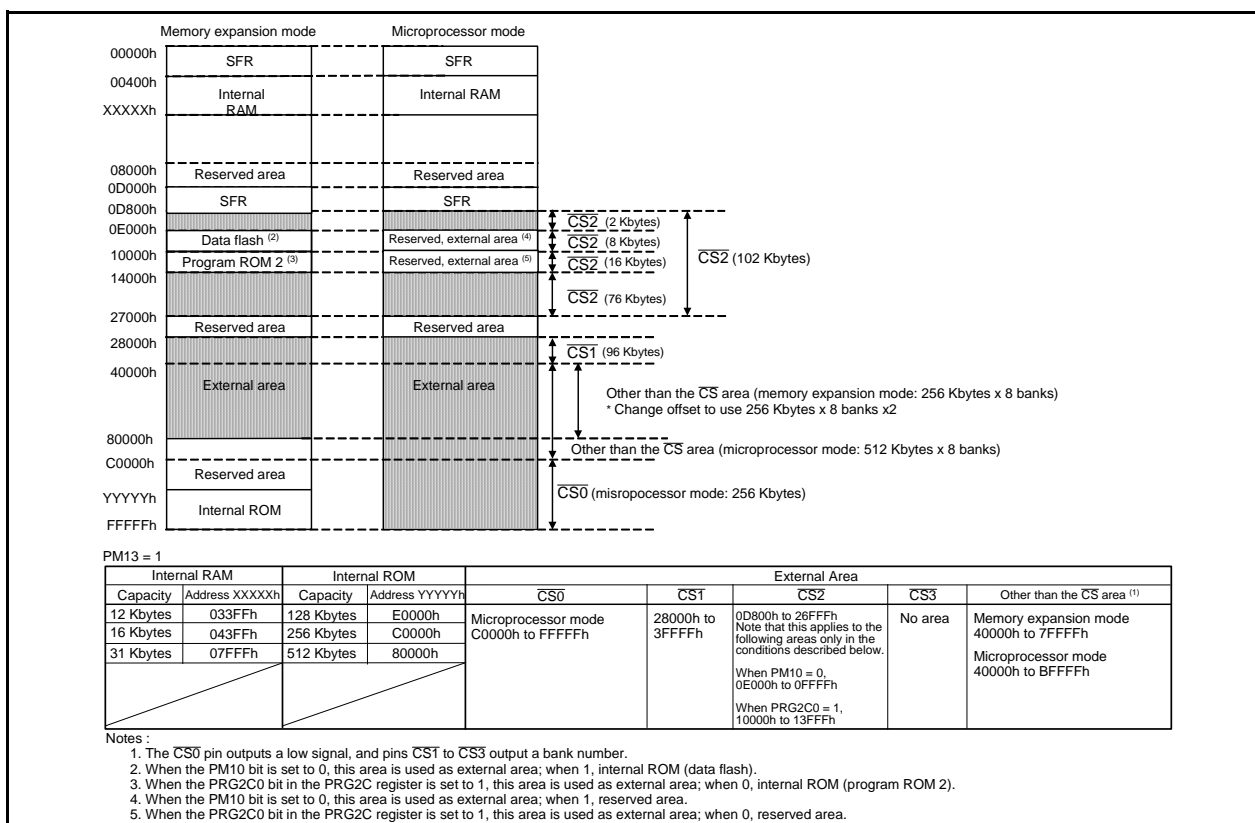 Memory expansion mode
Microprocessor mode
00000h
SFR
SFR
00400h
Internal
RAM
Internal RAM
XXXXXh
08000h
Reserved area
Reserved area
0D000h
SFR
SFR
0D800h
CS2 (2 Kbytes)
0E000h
Data flash (2)
Reserved, external area (4)
CS2 (8 Kbytes)
10000h
Program ROM 2 (3)
Reserved, external area (5)
CS2 (16 Kbytes)
CS2 (102 Kbytes)
14000h
CS2 (76 Kbytes)
27000h
Reserved area
Reserved area
28000h
CS1 (96 Kbytes)
40000h
External area
External area
Other than the CS area (memory expansion mode: 256 Kbytes x 8 banks)
* Change offset to use 256 Kbytes x 8 banks x2
80000h
Other than the CS area (microprocessor mode: 512 Kbytes x 8 banks)
C0000h
Reserved area
CS0 (misropocessor mode: 256 Kbytes)
YYYYYh
Internal ROM
FFFFFh
PM13 = 1
Internal RAM
Internal ROM
External Area
Capacity
Address XXXXXh
Capacity
Address YYYYYh
CS0
CS1
CS2
CS3
Other than the CS area (1)
12 Kbytes
033FFh
128 Kbytes
E0000h
16 Kbytes
043FFh
256 Kbytes
C0000h
31 Kbytes
07FFFh
512 Kbytes
80000h
Microprocessor mode
C0000h to FFFFFh
28000h to
3FFFFh
0D800h to 26FFFh
Note that this applies to the
following areas only in the
conditions described below.
When PM10 = 0,
0E000h to 0FFFFh
When PRG2C0 = 1,
10000h to 13FFFh
No area
Memory expansion mode
40000h to 7FFFFh
Microprocessor mode
40000h to BFFFFh
Notes :
1. The CS0 pin outputs a low signal, and pins CS1 to CS3 output a bank number.
2. When the PM10 bit is set to 0, this area is used as external area; when 1, internal ROM (data flash).
3. When the PRG2C0 bit in the PRG2C register is set to 1, this area is used as external area; when 0, internal ROM (program ROM 2).
4. When the PM10 bit is set to 0, this area is used as external area; when 1, reserved area.
5. When the PRG2C0 bit in the PRG2C register is set to 1, this area is used as external area; when 0, reserved area.